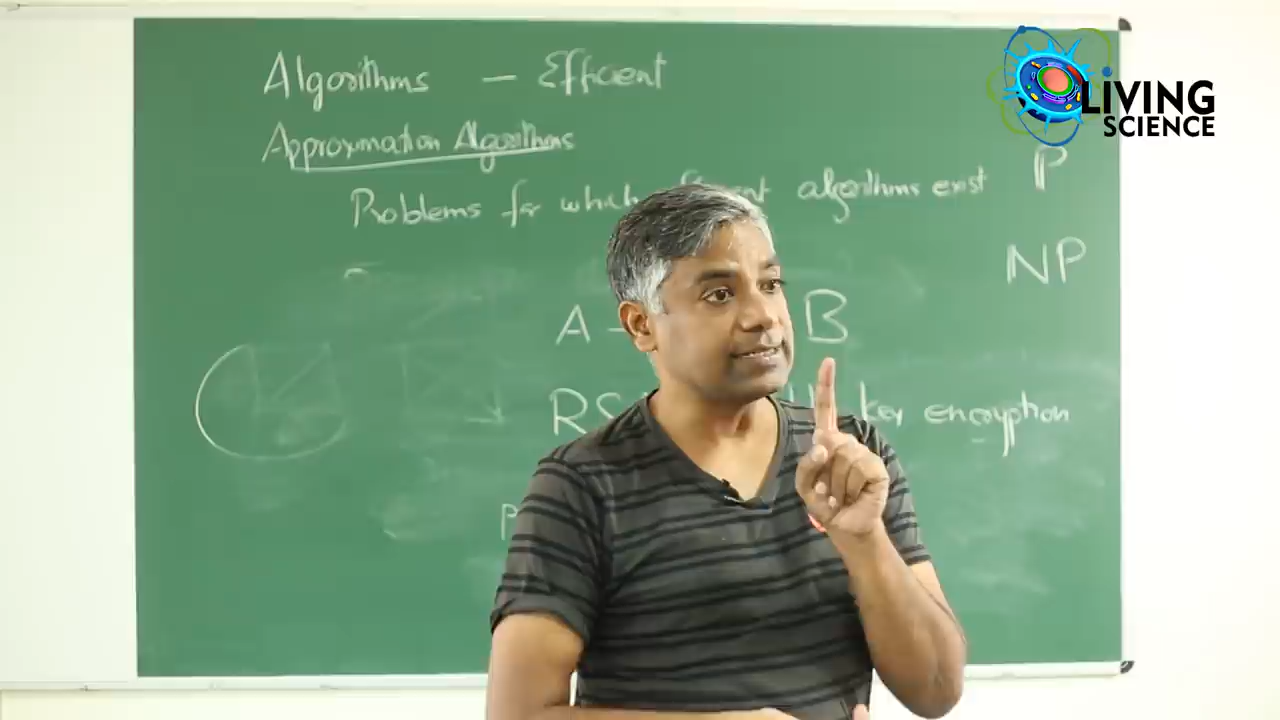 Algorithms — Efficient
Approximation Algorithms
Problems for which algorithms exist
P
NP
A – B
key encryption
LIVING
SCIENCE